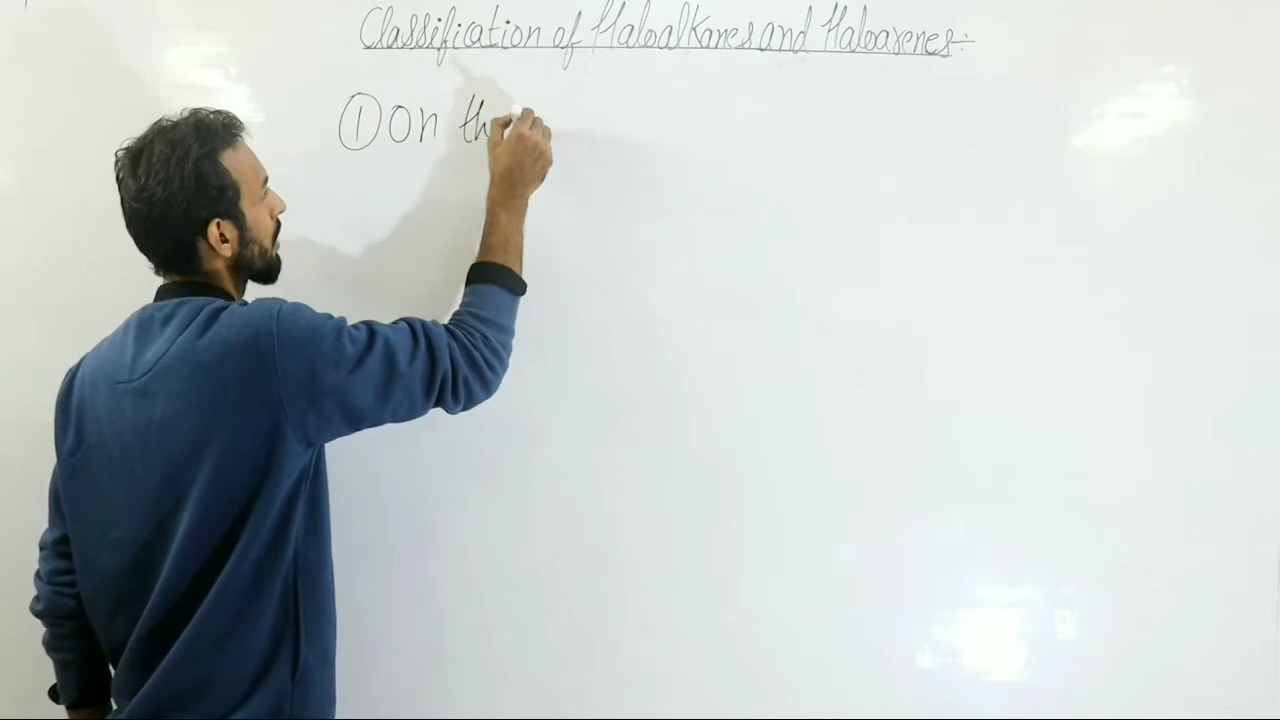 Classification of Haloalkanes and Haloarenes:-
① On th